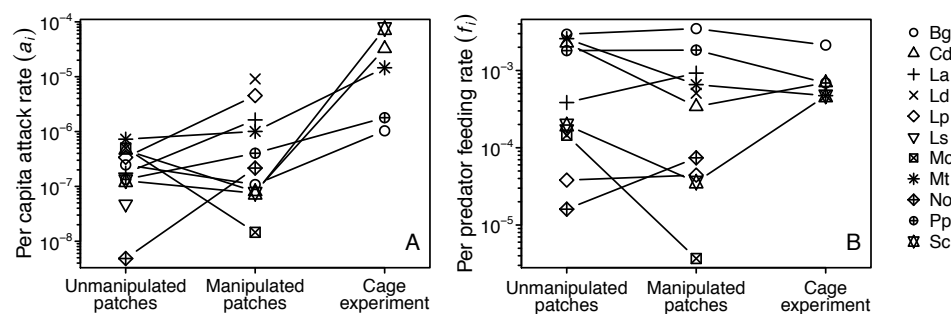 Per capita attack rate (aᵢ)
10⁻⁴
10⁻⁵
10⁻⁶
10⁻⁷
10⁻⁸
A
Unmanipulated patches
Manipulated patches
Cage experiment
Per predator feeding rate (fᵢ)
10⁻³
10⁻⁴
10⁻⁵
B
Unmanipulated patches
Manipulated patches
Cage experiment
Bg
Cd
La
Ld
Lp
Ls
Mc
Mt
No
Pp
Sc